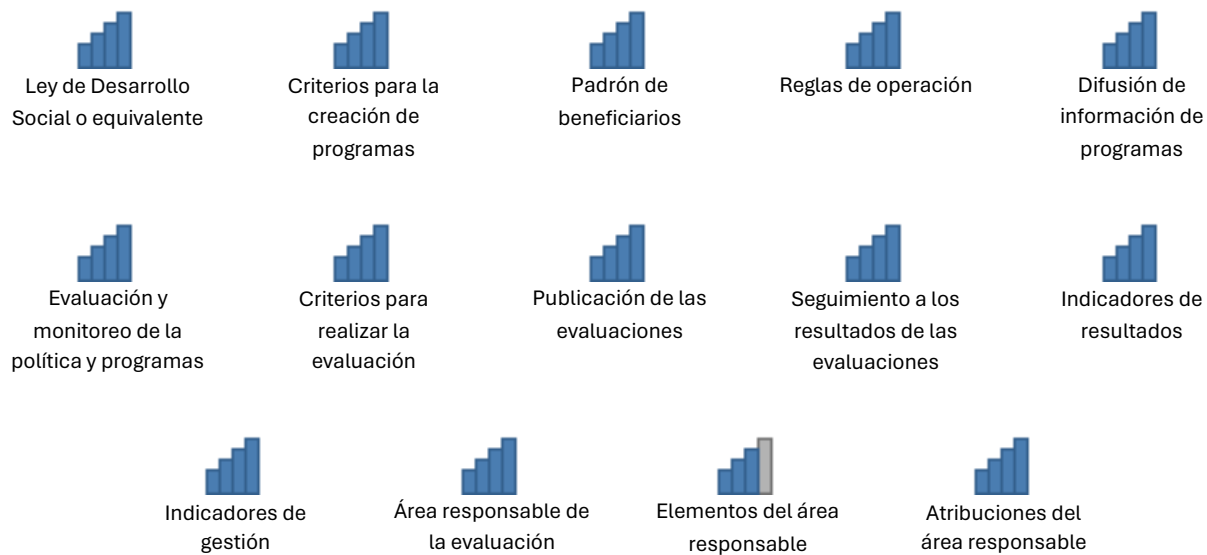 Ley de Desarrollo
Social o equivalente
Criterios para la
creación de
programas
Padrón de
beneficiarios
Reglas de operación
Difusión de
información de
programas
Evaluación y
monitoreo de la
política y programas
Criterios para
realizar la
evaluación
Publicación de las
evaluaciones
Seguimiento a los
resultados de las
evaluaciones
Indicadores de
resultados
Indicadores de
gestión
Área responsable de
la evaluación
Elementos del área
responsable
Atribuciones del
área responsable